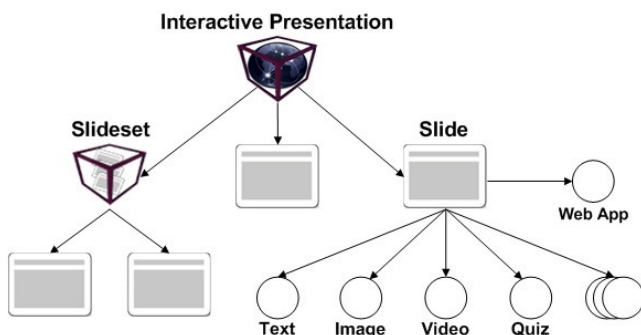 Interactive Presentation
Slideset
Slide
Web App
Text
Image
Video
Quiz